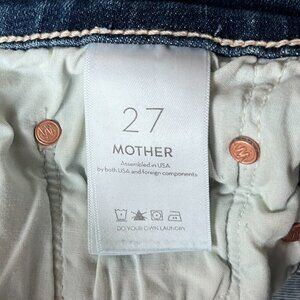 27
MOTHER
Assembled in USA
by both USA and foreign components
DO YOUR OWN LAUNDRY